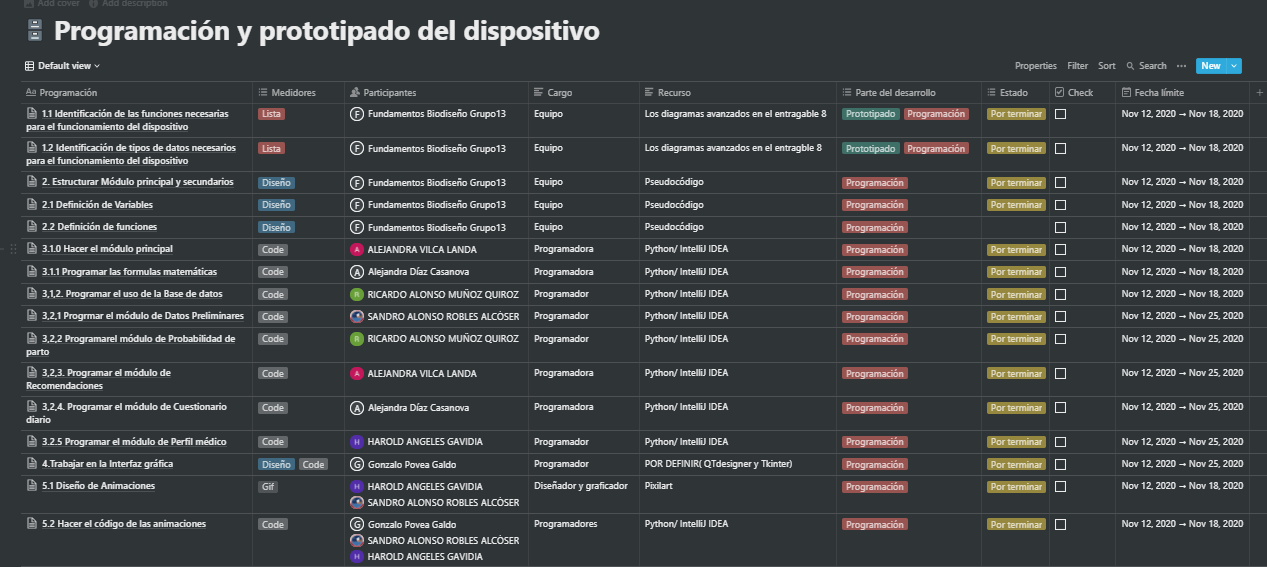 Add cover Add description
Programación y prototipado del dispositivo
Default view
Properties Filter Sort Search ... New
Aa Programación Medidores Participantes Cargo Recurso Parte del desarrollo Estado Check Fecha límite +
1.1 Identificación de las funciones necesarias Lista F Fundamentos Biodiseño Grupo13 Equipo Los diagramas avanzados en el entragable 8 Prototipado Programación Por terminar Nov 12, 2020 → Nov 18, 2020
para el funcionamiento del dispositivo
1.2 Identificación de tipos de datos necesarios Lista F Fundamentos Biodiseño Grupo13 Equipo Los diagramas avanzados en el entragble 8 Prototipado Programación Por terminar Nov 12, 2020 → Nov 18, 2020
para el funcionamiento del dispositivo
2. Estructurar Módulo principal y secundarios Diseño F Fundamentos Biodiseño Grupo13 Equipo Pseudocódigo Programación Por terminar Nov 12, 2020 → Nov 18, 2020
2.1 Definición de Variables Diseño F Fundamentos Biodiseño Grupo13 Equipo Pseudocódigo Programación Por terminar Nov 12, 2020 → Nov 18, 2020
2.2 Definición de funciones Diseño F Fundamentos Biodiseño Grupo13 Equipo Pseudocódigo Programación Nov 12, 2020 → Nov 18, 2020
3.1.0 Hacer el módulo principal Code A ALEJANDRA VILCA LANDA Programadora Python/ IntelliJ IDEA Programación Por terminar Nov 12, 2020 → Nov 18, 2020
3.1.1 Programar las formulas matemáticas Code A Alejandra Díaz Casanova Programadora Python/ IntelliJ IDEA Programación Por terminar Nov 12, 2020 → Nov 18, 2020
3,1,2. Programar el uso de la Base de datos Code R RICARDO ALONSO MUÑOZ QUIROZ Programador Python/ IntelliJ IDEA Programación Por terminar Nov 12, 2020 → Nov 18, 2020
3,2,1 Progrmar el módulo de Datos Preliminares Code SANDRO ALONSO ROBLES ALCÓSER Programador Python/ IntelliJ IDEA Programación Por terminar Nov 12, 2020 → Nov 25, 2020
3,2,2 Programarel módulo de Probabilidad de Code R RICARDO ALONSO MUÑOZ QUIROZ Programador Python/ IntelliJ IDEA Programación Por terminar Nov 12, 2020 → Nov 25, 2020
parto
3,2,3. Programar el módulo de Code A ALEJANDRA VILCA LANDA Programadora Python/ IntelliJ IDEA Programación Por terminar Nov 12, 2020 → Nov 25, 2020
Recomendaciones
3,2,4. Programar el módulo de Cuestionario Code A Alejandra Díaz Casanova Programadora Python/ IntelliJ IDEA Programación Por terminar Nov 12, 2020 → Nov 25, 2020
diario
3.2.5 Programar el módulo de Perfil médico Code H HAROLD ANGELES GAVIDIA Programador Python/ IntelliJ IDEA Programación Por terminar Nov 12, 2020 → Nov 25, 2020
4.Trabajar en la Interfaz gráfica Diseño Code G Gonzalo Povea Galdo Programador POR DEFINIR( QTdesigner y Tkinter) Programación Por terminar Nov 12, 2020 → Nov 25, 2020
5.1 Diseño de Animaciones Gif H HAROLD ANGELES GAVIDIA Diseñador y graficador Pixilart Programación Por terminar Nov 12, 2020 → Nov 18, 2020
SANDRO ALONSO ROBLES ALCÓSER
5.2 Hacer el código de las animaciones Code G Gonzalo Povea Galdo Programadores Python/ IntelliJ IDEA Programación Por terminar Nov 12, 2020 → Nov 18, 2020
SANDRO ALONSO ROBLES ALCÓSER
H HAROLD ANGELES GAVIDIA